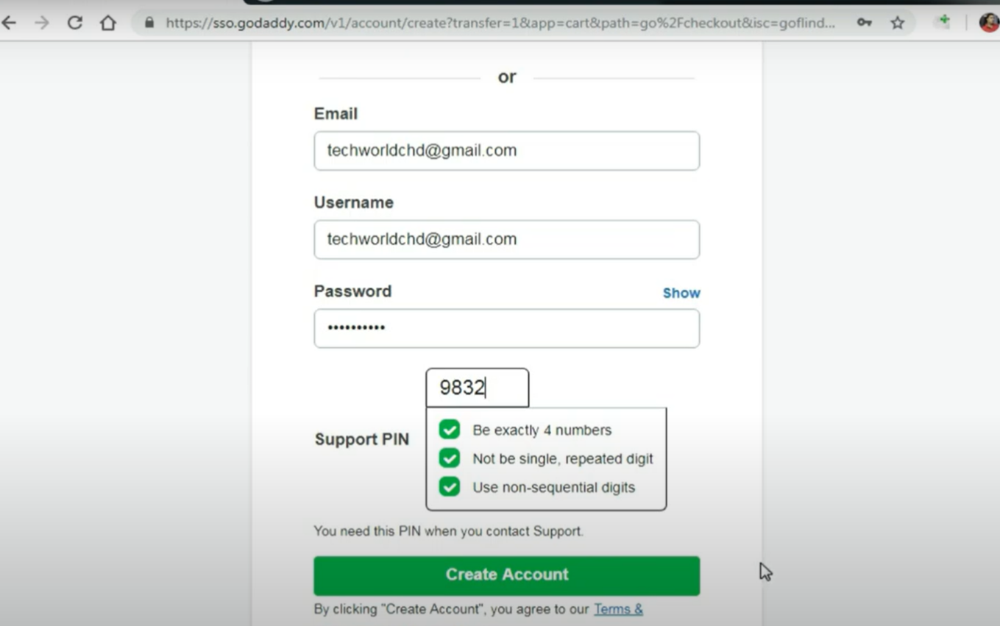 https://sso.godaddy.com/v1/account/create?transfer=1&app=cart&path=go%2Fcheckout&isc=goflind...
or
Email
techworldchd@gmail.com
Username
techworldchd@gmail.com
Password Show
••••••••••
9832
Be exactly 4 numbers
Support PIN
Not be single, repeated digit
Use non-sequential digits
You need this PIN when you contact Support.
Create Account
By clicking "Create Account", you agree to our Terms &